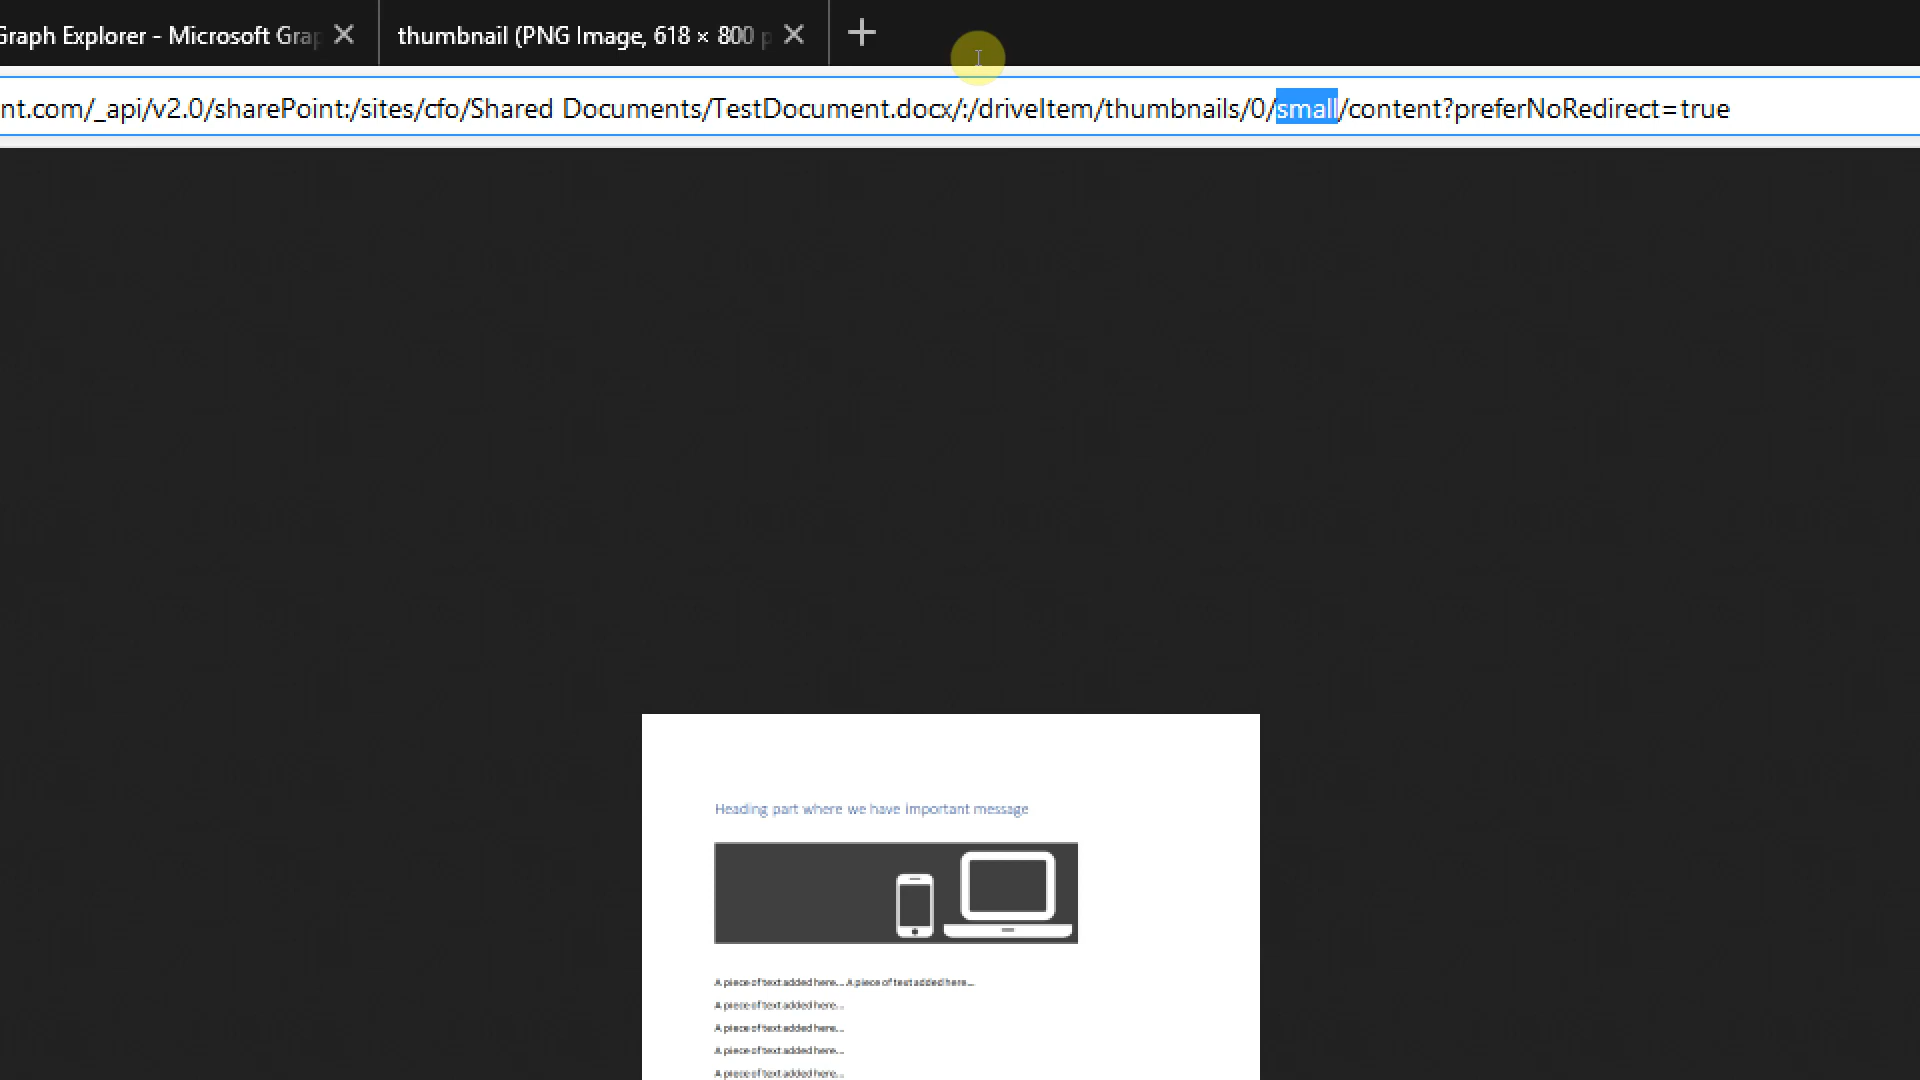 Graph Explorer - Microsoft Grap
thumbnail (PNG Image, 618 × 800 p
nt.com/_api/v2.0/sharePoint:/sites/cfo/Shared Documents/TestDocument.docx/:/driveItem/thumbnails/0/small/content?preferNoRedirect=true
Heading part where we have important message
A piece of text added here... A piece of text added here...
A piece of text added here...
A piece of text added here...
A piece of text added here...
A piece of text added here...